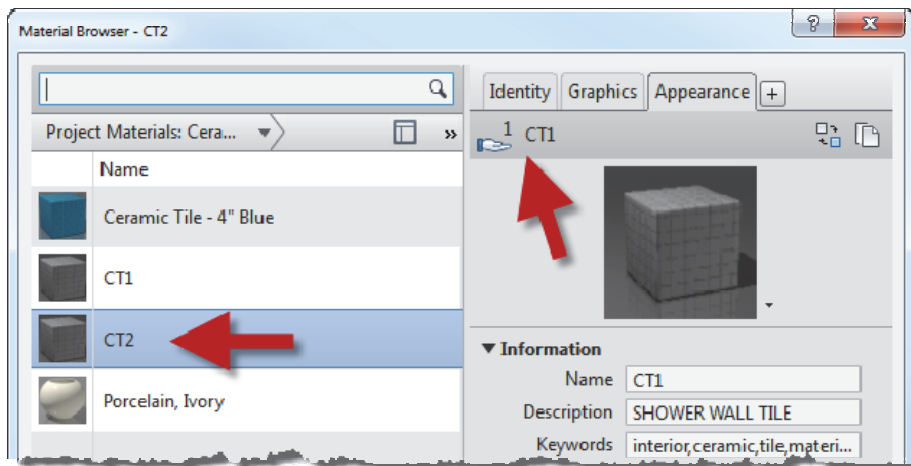 Material Browser - CT2
?
Identity Graphics Appearance +
Project Materials: Cera... »
1 CT1
Name
Ceramic Tile - 4" Blue
CT1
CT2
Porcelain, Ivory
Information
Name CT1
Description SHOWER WALL TILE
Keywords interior,ceramic,tile,materi...